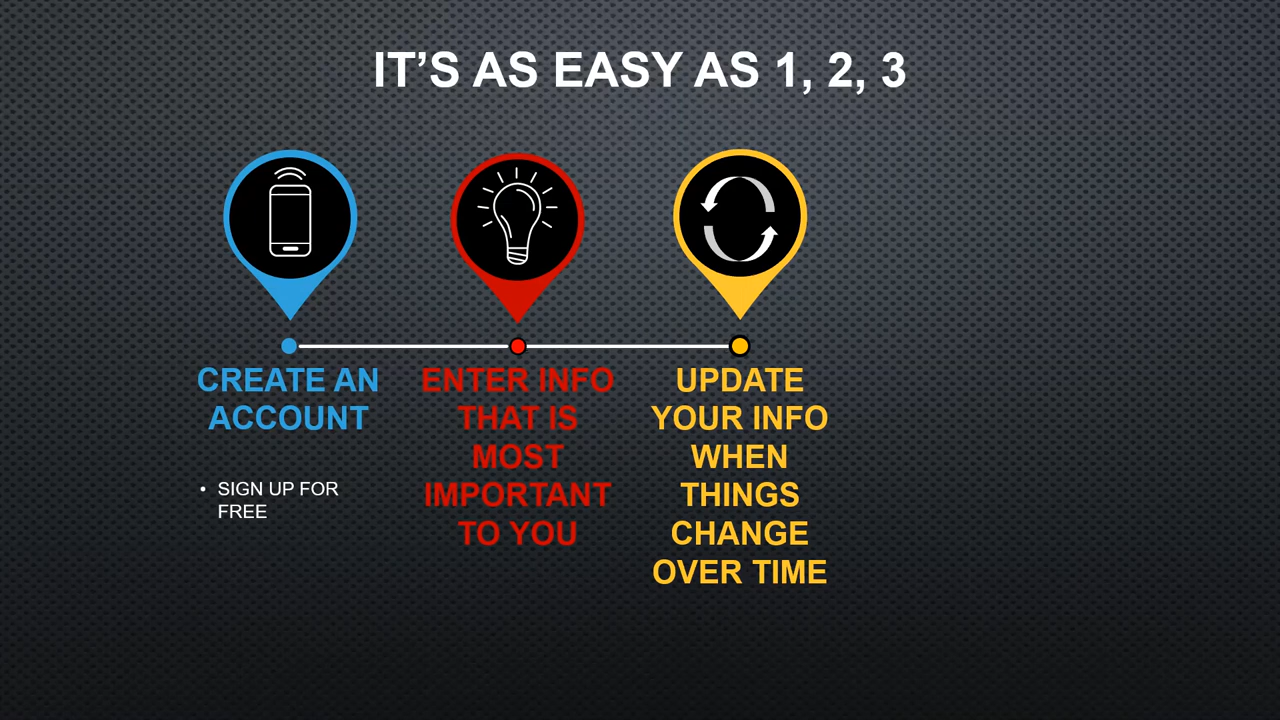 IT’S AS EASY AS 1, 2, 3
CREATE AN
ACCOUNT
• SIGN UP FOR
FREE
ENTER INFO
THAT IS
MOST
IMPORTANT
TO YOU
UPDATE
YOUR INFO
WHEN
THINGS
CHANGE
OVER TIME